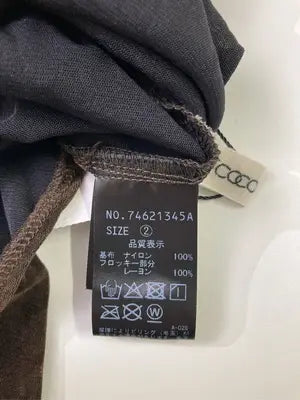 COCO
NO.74621345A
SIZE ②
品質表示
基布 ナイロン 100%
フロッキー部分
レーヨン 100%
W
A-020